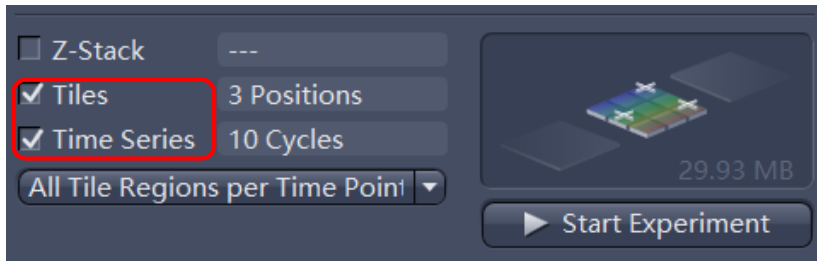 Z-Stack ---
Tiles 3 Positions
Time Series 10 Cycles
All Tile Regions per Time Point
29.93 MB
Start Experiment